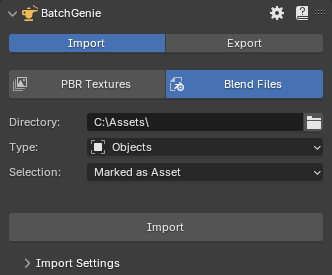 BatchGenie
Import Export
PBR Textures Blend Files
Directory: C:\Assets\
Type: Objects
Selection: Marked as Asset
Import
Import Settings